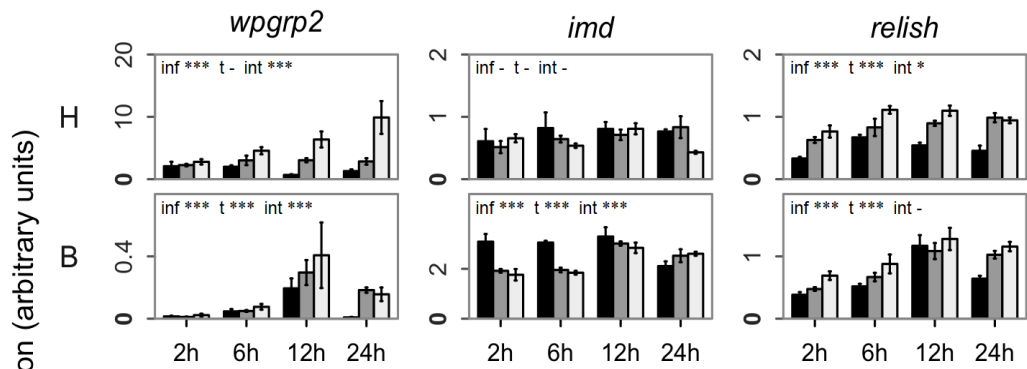 wpgrp2 imd relish
20
10
0
inf *** t - int ***
2
1
0
inf - t - int -
2
1
0
inf *** t *** int *
H
0.4
0
inf *** t *** int ***
2
0
inf *** t *** int ***
1
0
inf *** t *** int -
B
on (arbitrary units)
2h 6h 12h 24h 2h 6h 12h 24h 2h 6h 12h 24h